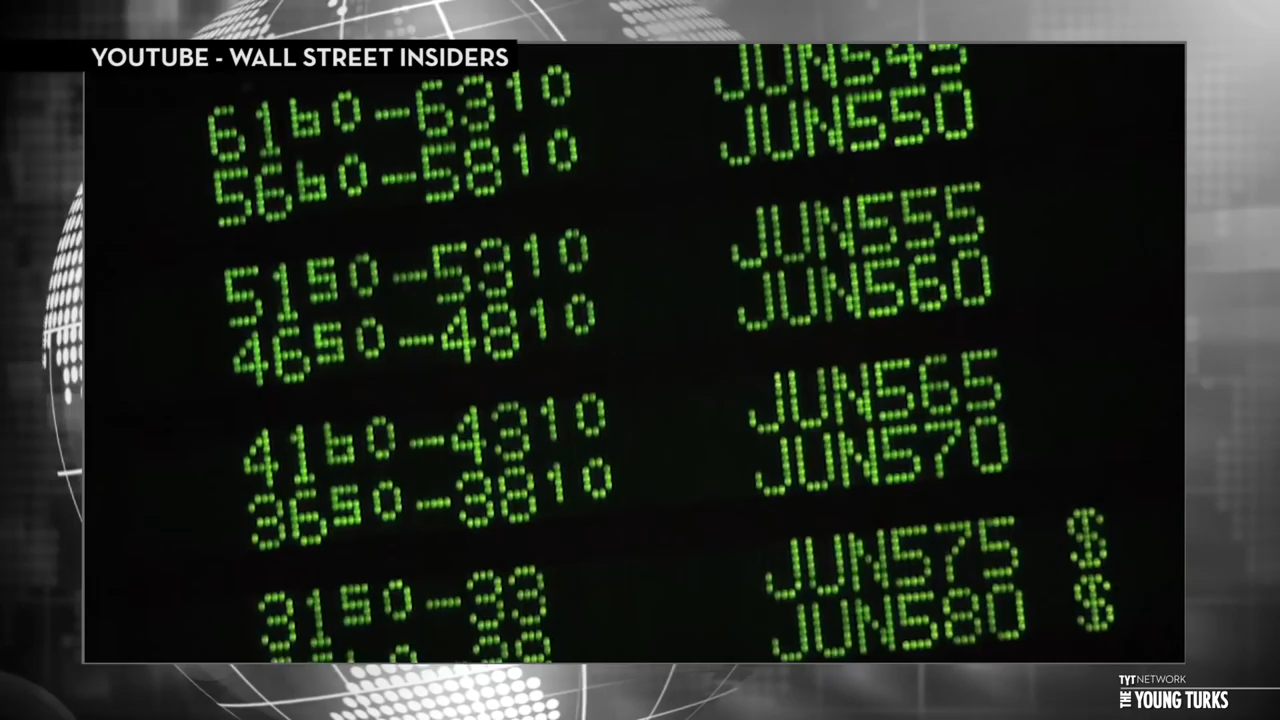 YOUTUBE - WALL STREET INSIDERS
6160-6310 JUN545
5660-5810 JUN550
5150-5310 JUN555
4650-4810 JUN560
4160-4310 JUN565
3650-3810 JUN570
3150-33 JUN575 $
JUN580 $
TYT NETWORK
THE YOUNG TURKS